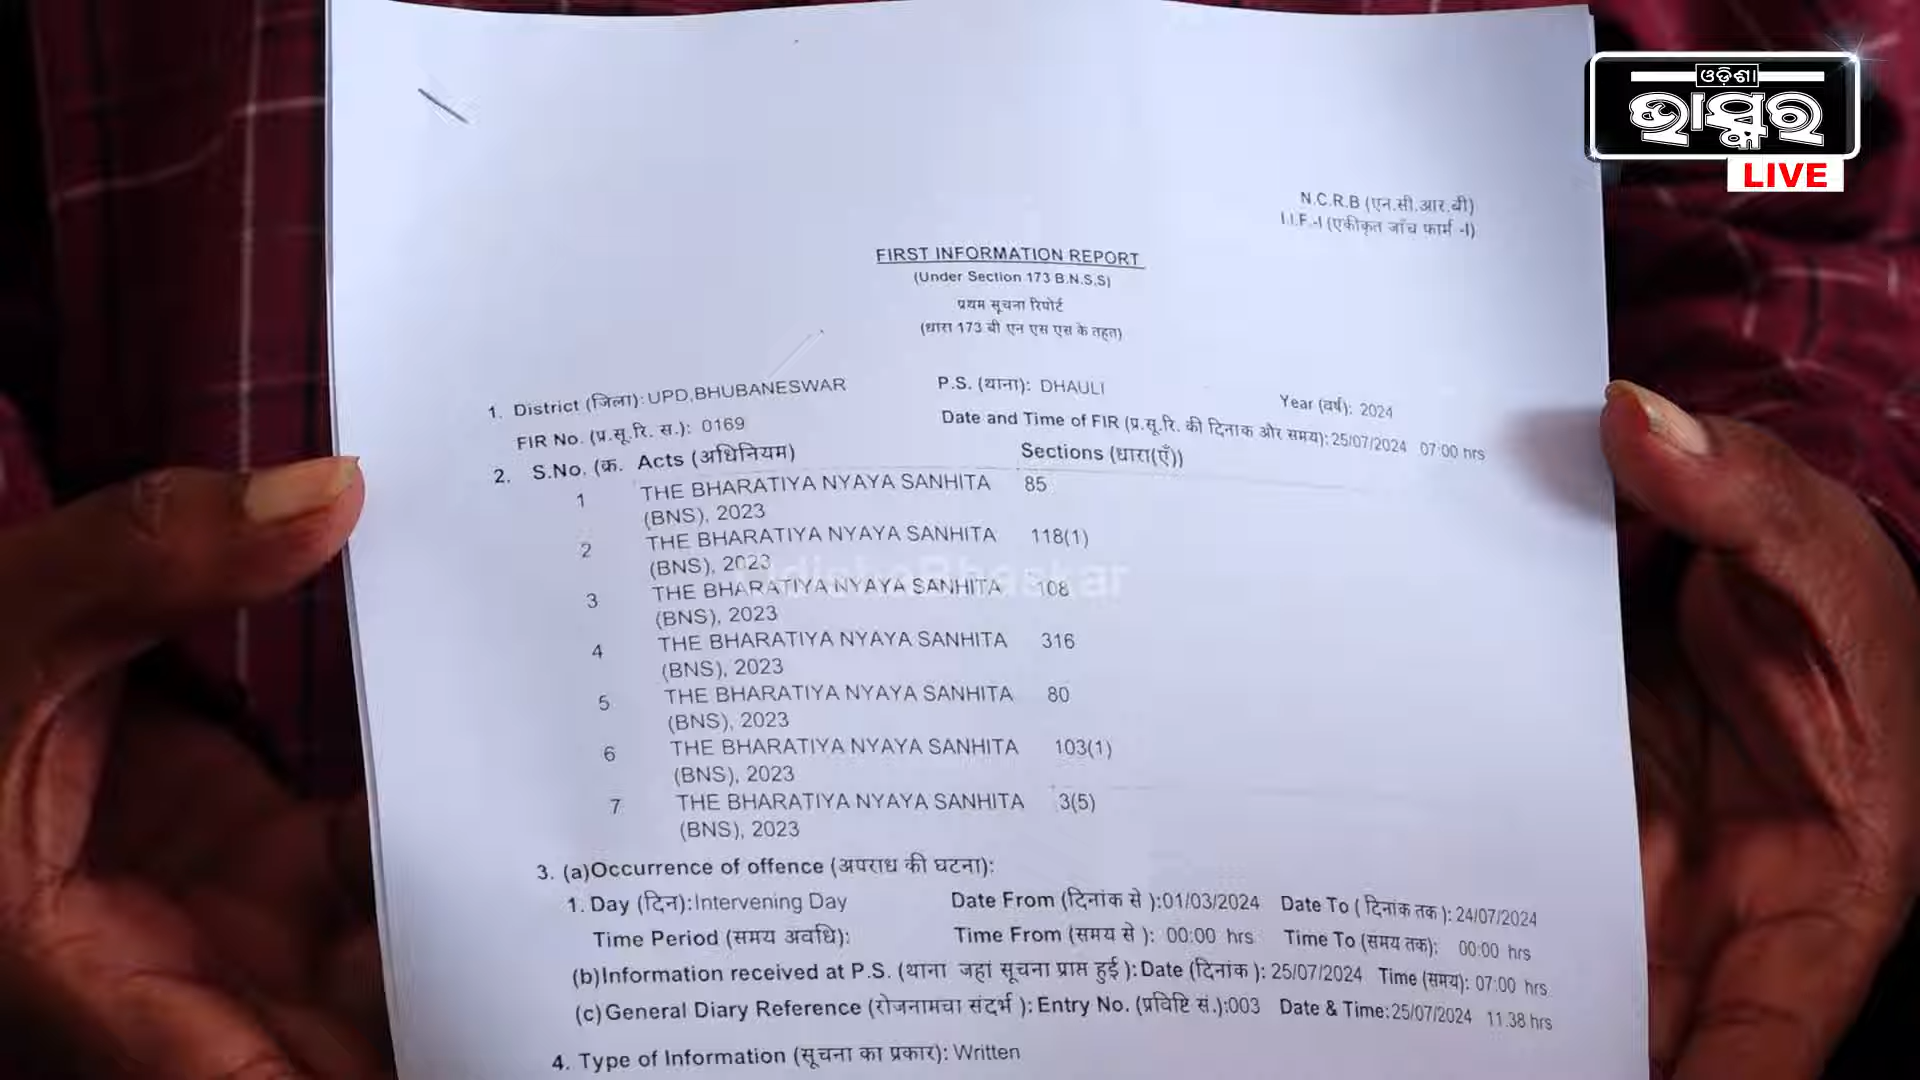 ଓଡ଼ିଶା
ଭାସ୍କର
LIVE
N.C.R.B (एन.सी.आर.बी)
I.I.F.-I (एकीकृत जाँच फार्म -I)
FIRST INFORMATION REPORT
(Under Section 173 B.N.S.S)
प्रथम सूचना रिपोर्ट
(धारा 173 बी एन एस एस के तहत)
1. District (जिला): UPD,BHUBANESWAR P.S. (थाना): DHAULI Year (वर्ष): 2024
FIR No. (प्र.सू.रि. स.): 0169 Date and Time of FIR (प्र.सू.रि. की दिनाक और समय): 25/07/2024 07:00 hrs
2. S.No. (क्र. Acts (अधिनियम) Sections (धारा(एँ))
1 THE BHARATIYA NYAYA SANHITA 85
(BNS), 2023
2 THE BHARATIYA NYAYA SANHITA 118(1)
(BNS), 2023
3 THE BHARATIYA NYAYA SANHITA 108
(BNS), 2023
4 THE BHARATIYA NYAYA SANHITA 316
(BNS), 2023
5 THE BHARATIYA NYAYA SANHITA 80
(BNS), 2023
6 THE BHARATIYA NYAYA SANHITA 103(1)
(BNS), 2023
7 THE BHARATIYA NYAYA SANHITA 3(5)
(BNS), 2023
3. (a)Occurrence of offence (अपराध की घटना):
1. Day (दिन): Intervening Day Date From (दिनांक से ):01/03/2024 Date To ( दिनांक तक ): 24/07/2024
Time Period (समय अवधि): Time From (समय से ): 00:00 hrs Time To (समय तक): 00:00 hrs
(b)Information received at P.S. (थाना जहां सूचना प्राप्त हुई ): Date (दिनांक ): 25/07/2024 Time (समय): 07:00 hrs
(c)General Diary Reference (रोजनामचा संदर्भ ): Entry No. (प्रविष्टि सं.):003 Date & Time: 25/07/2024 11.38 hrs
4. Type of Information (सूचना का प्रकार): Written